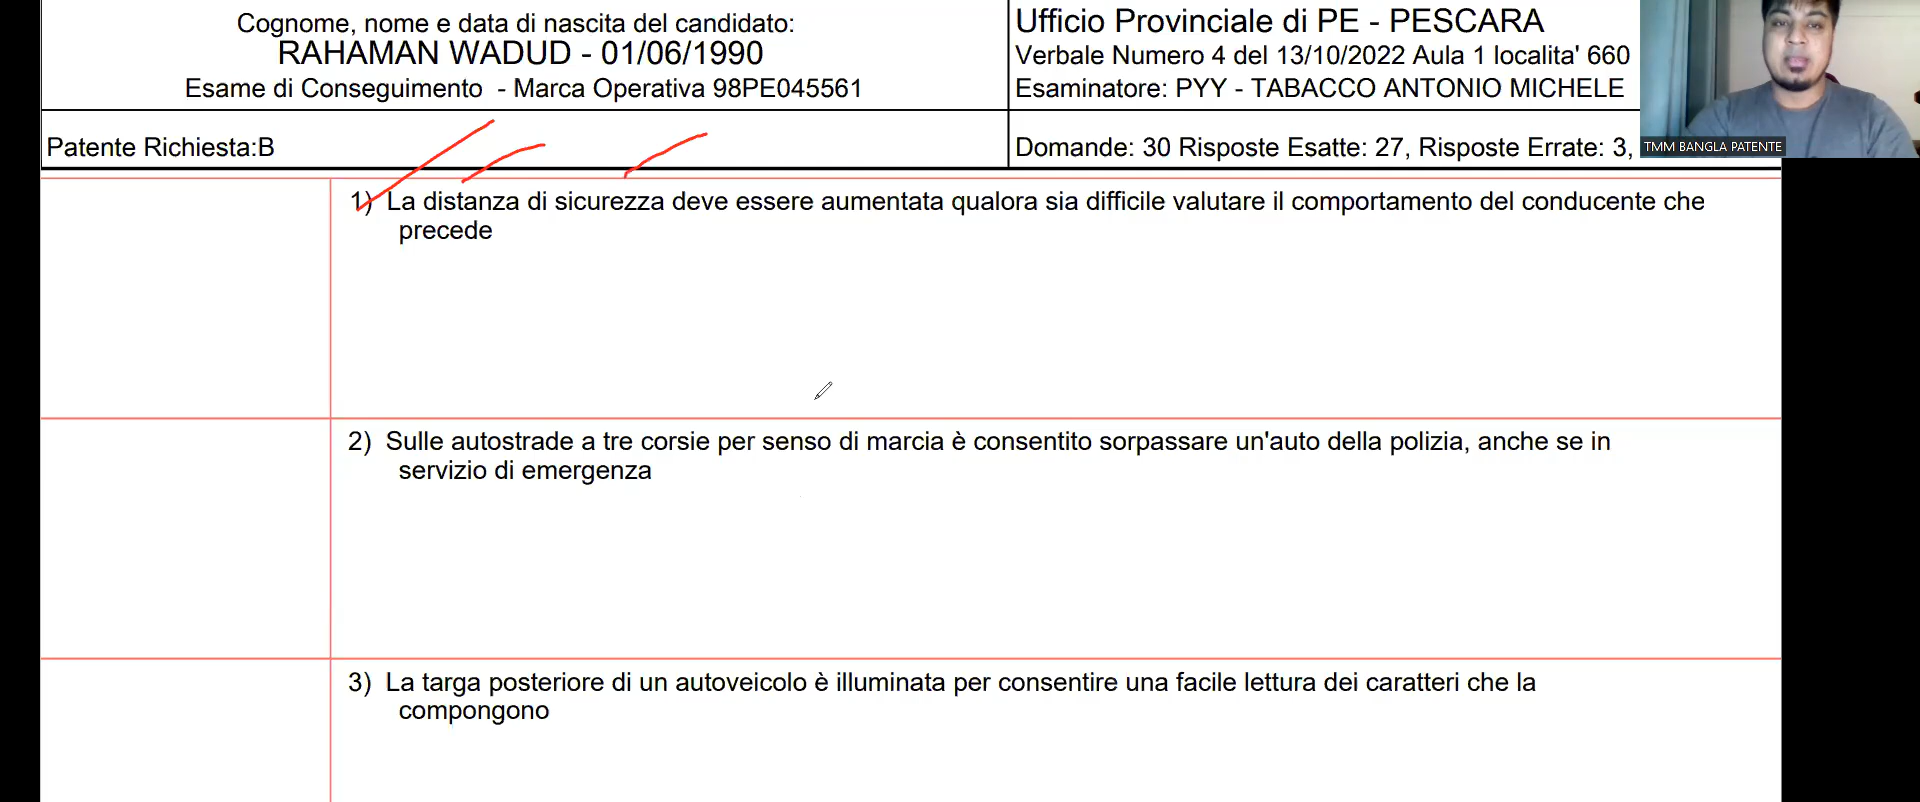 Cognome, nome e data di nascita del candidato:
RAHAMAN WADUD - 01/06/1990
Esame di Conseguimento - Marca Operativa 98PE045561
Ufficio Provinciale di PE - PESCARA
Verbale Numero 4 del 13/10/2022 Aula 1 localita' 660
Esaminatore: PYY - TABACCO ANTONIO MICHELE
Patente Richiesta:B
Domande: 30 Risposte Esatte: 27, Risposte Errate: 3,
TMM BANGLA PATENTE
1) La distanza di sicurezza deve essere aumentata qualora sia difficile valutare il comportamento del conducente che
precede
2) Sulle autostrade a tre corsie per senso di marcia è consentito sorpassare un'auto della polizia, anche se in
servizio di emergenza
3) La targa posteriore di un autoveicolo è illuminata per consentire una facile lettura dei caratteri che la
compongono